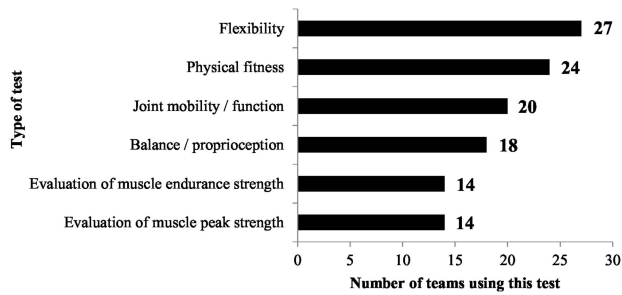 Type of test
Flexibility 27
Physical fitness 24
Joint mobility / function 20
Balance / proprioception 18
Evaluation of muscle endurance strength 14
Evaluation of muscle peak strength 14
0 5 10 15 20 25 30
Number of teams using this test